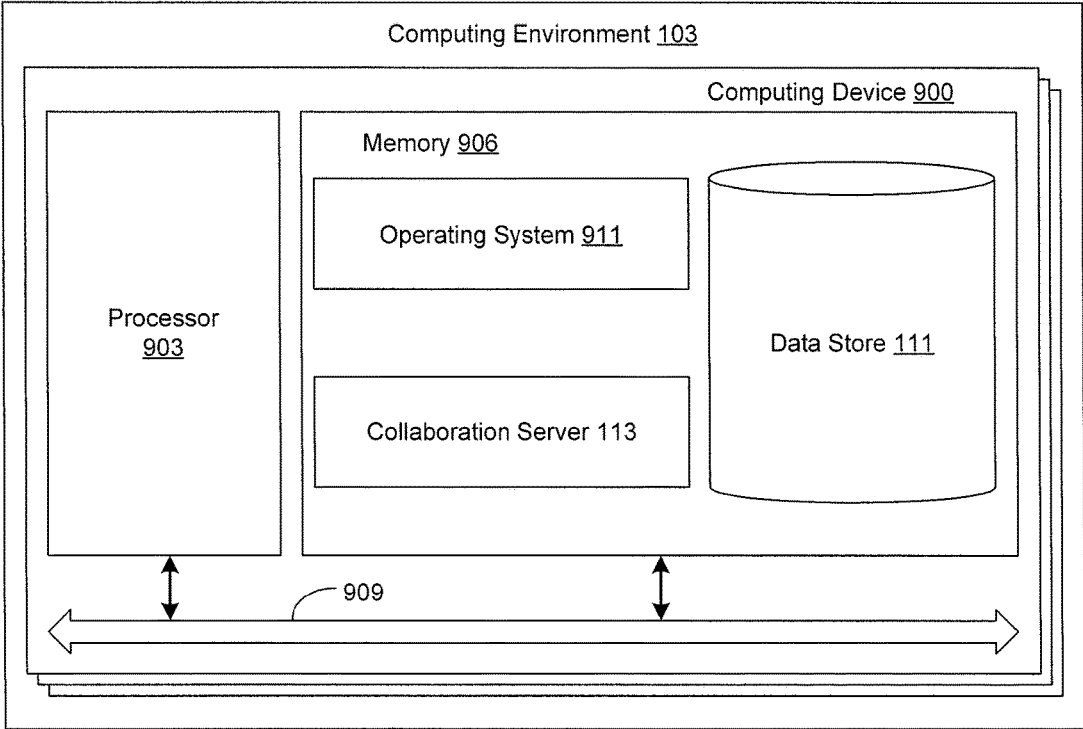 Computing Environment 103
Computing Device 900
Memory 906
Operating System 911
Processor
903
Data Store 111
Collaboration Server 113
909